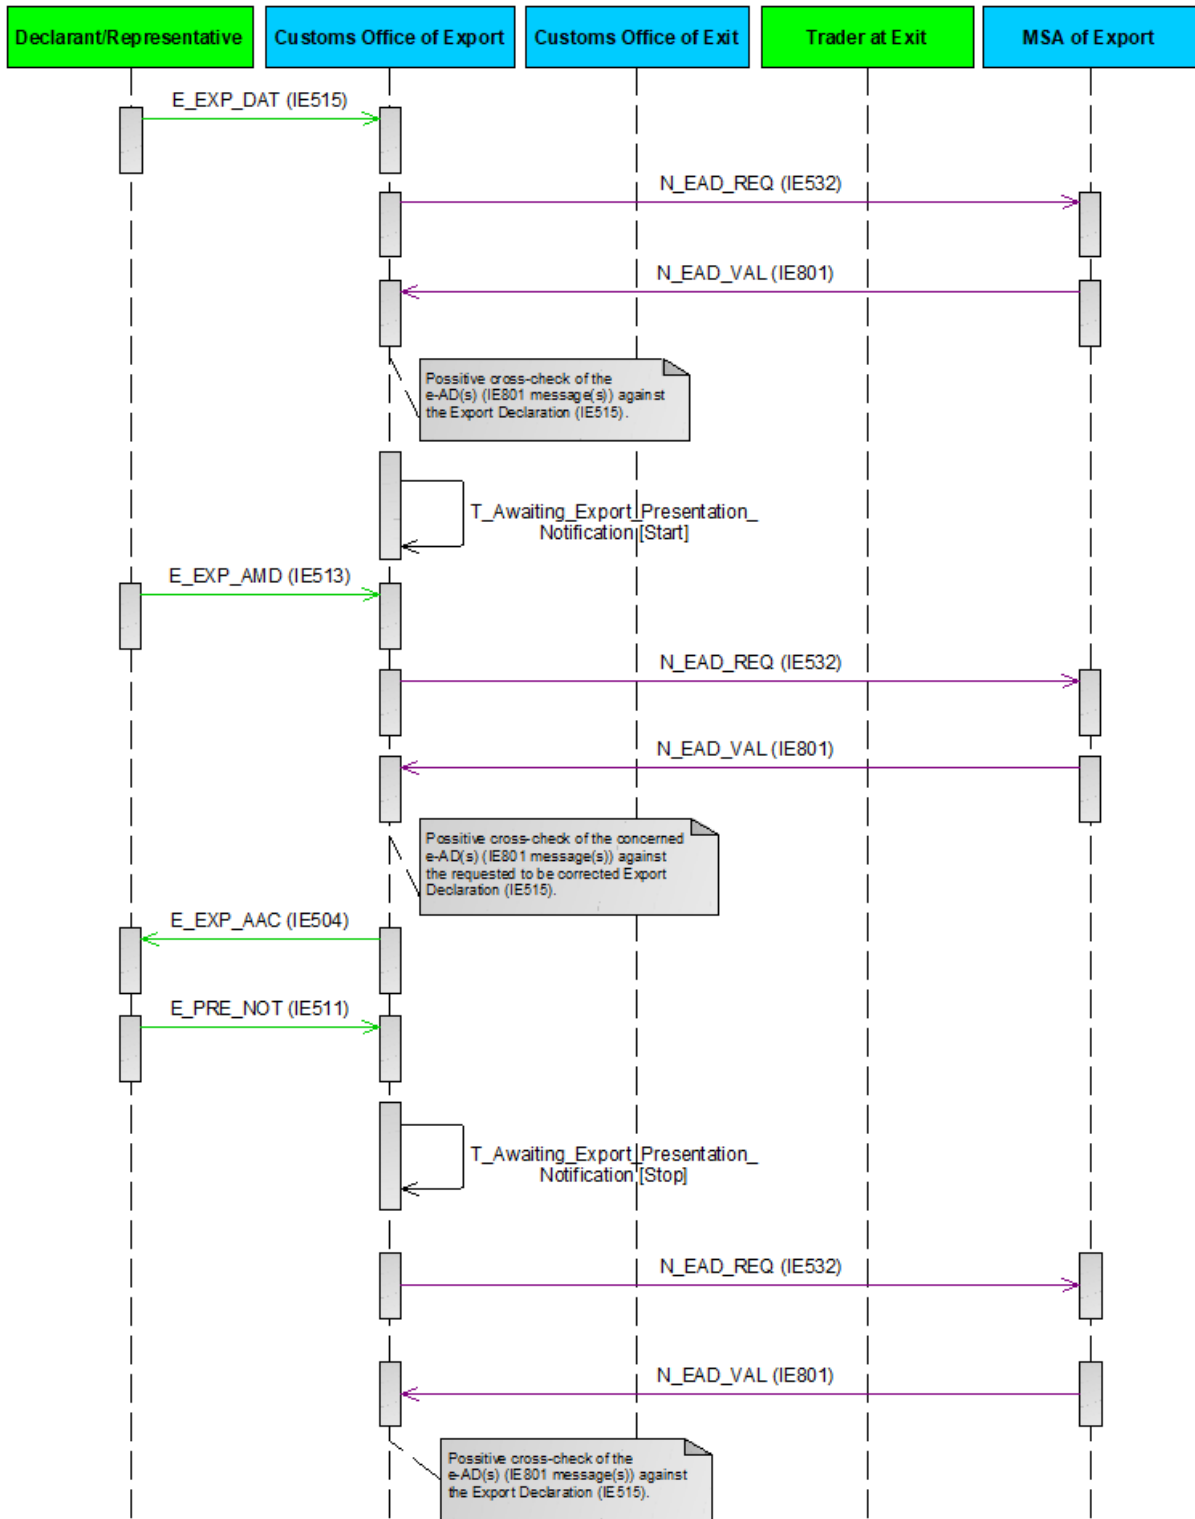 Declarant/Representative
Customs Office of Export
Customs Office of Exit
Trader at Exit
MSA of Export
E_EXP_DAT (IE515)
N_EAD_REQ (IE532)
N_EAD_VAL (IE801)
Possitive cross-check of the
e-AD(s) (IE801 message(s)) against
the Export Declaration (IE515).
T_Awaiting_Export_Presentation_
Notification [Start]
E_EXP_AMD (IE513)
N_EAD_REQ (IE532)
N_EAD_VAL (IE801)
Possitive cross-check of the concerned
e-AD(s) (IE801 message(s)) against
the requested to be corrected Export
Declaration (IE515).
E_EXP_AAC (IE504)
E_PRE_NOT (IE511)
T_Awaiting_Export_Presentation_
Notification [Stop]
N_EAD_REQ (IE532)
N_EAD_VAL (IE801)
Possitive cross-check of the
e-AD(s) (IE801 message(s)) against
the Export Declaration (IE515).